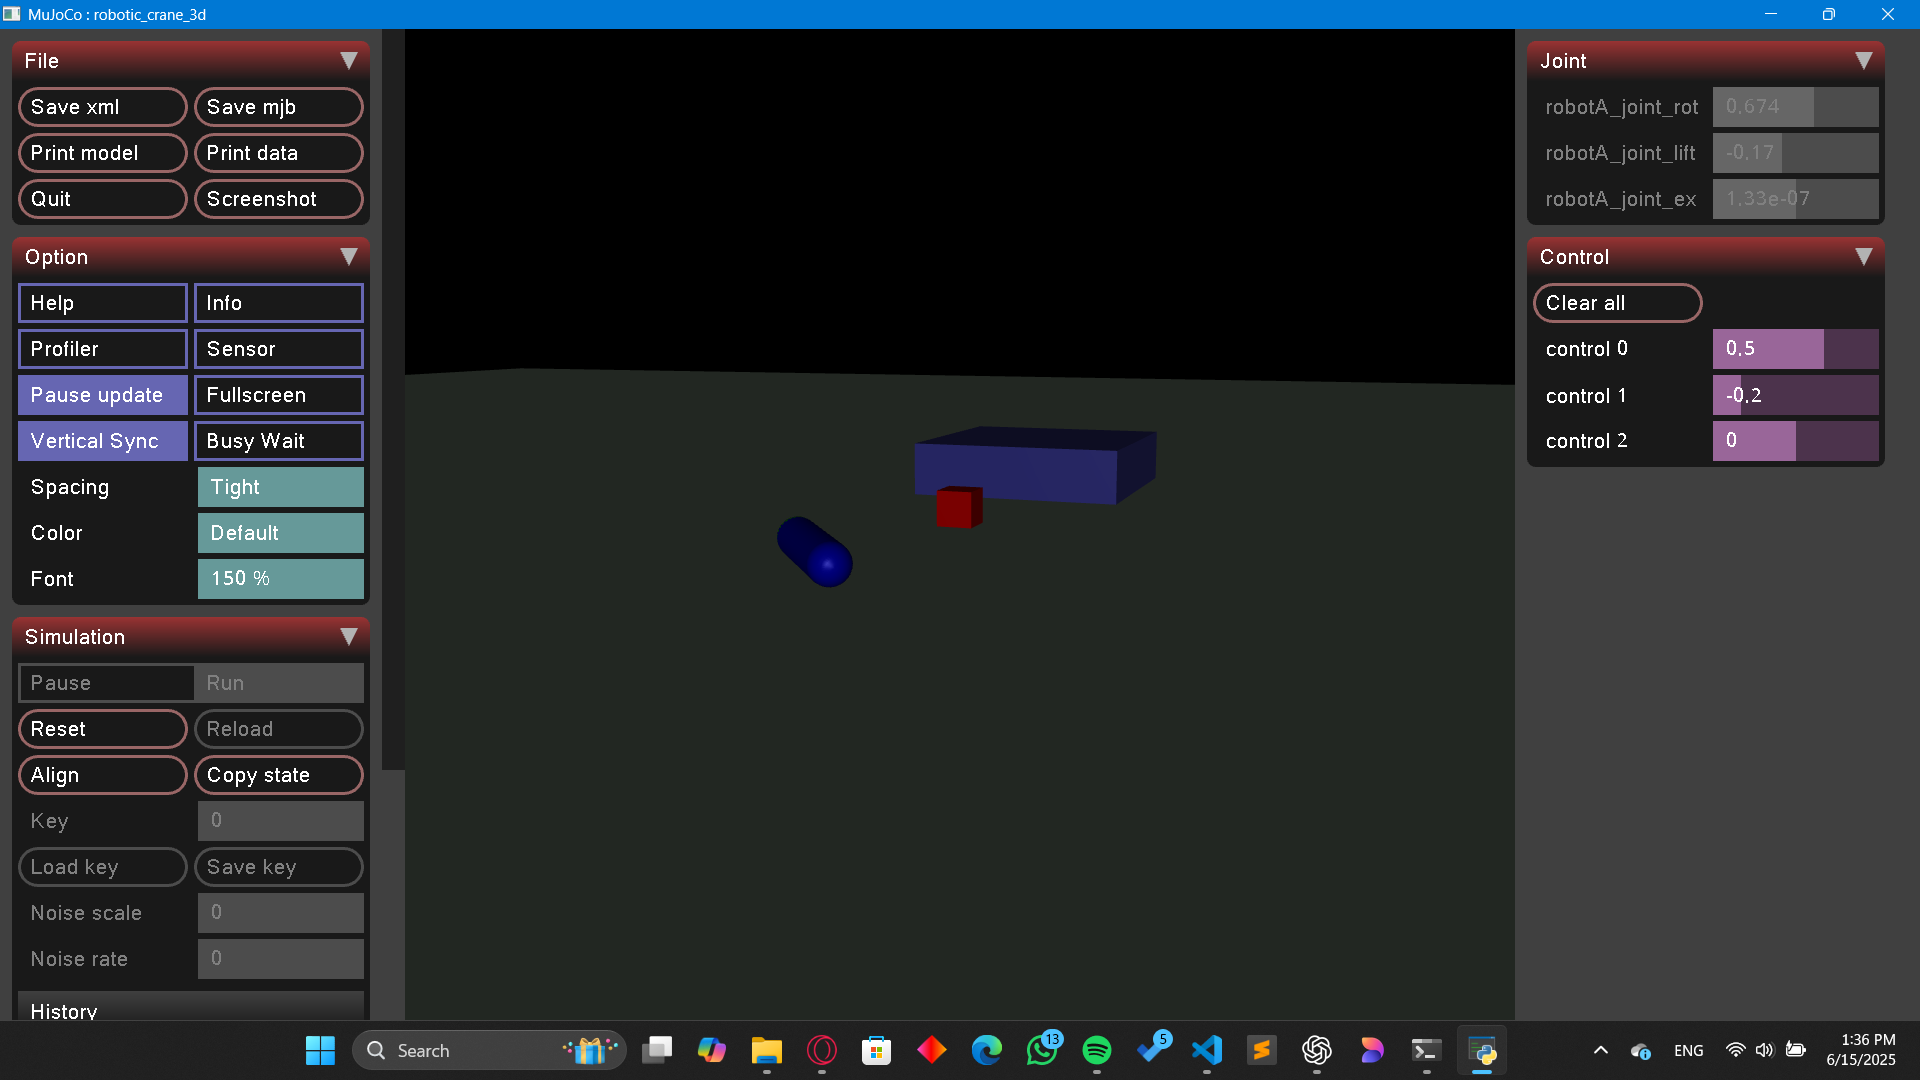 MuJoCo : robotic_crane_3d
File
Save xml
Save mjb
Print model
Print data
Quit
Screenshot
Option
Help
Info
Profiler
Sensor
Pause update
Fullscreen
Vertical Sync
Busy Wait
Spacing
Tight
Color
Default
Font
150 %
Simulation
Pause
Run
Reset
Reload
Align
Copy state
Key
0
Load key
Save key
Noise scale
0
Noise rate
0
History
Joint
robotA_joint_rot
0.674
robotA_joint_lift
-0.17
robotA_joint_ex
1.33e-07
Control
Clear all
control 0
0.5
control 1
-0.2
control 2
0
Search
13
5
ENG
1:36 PM
6/15/2025